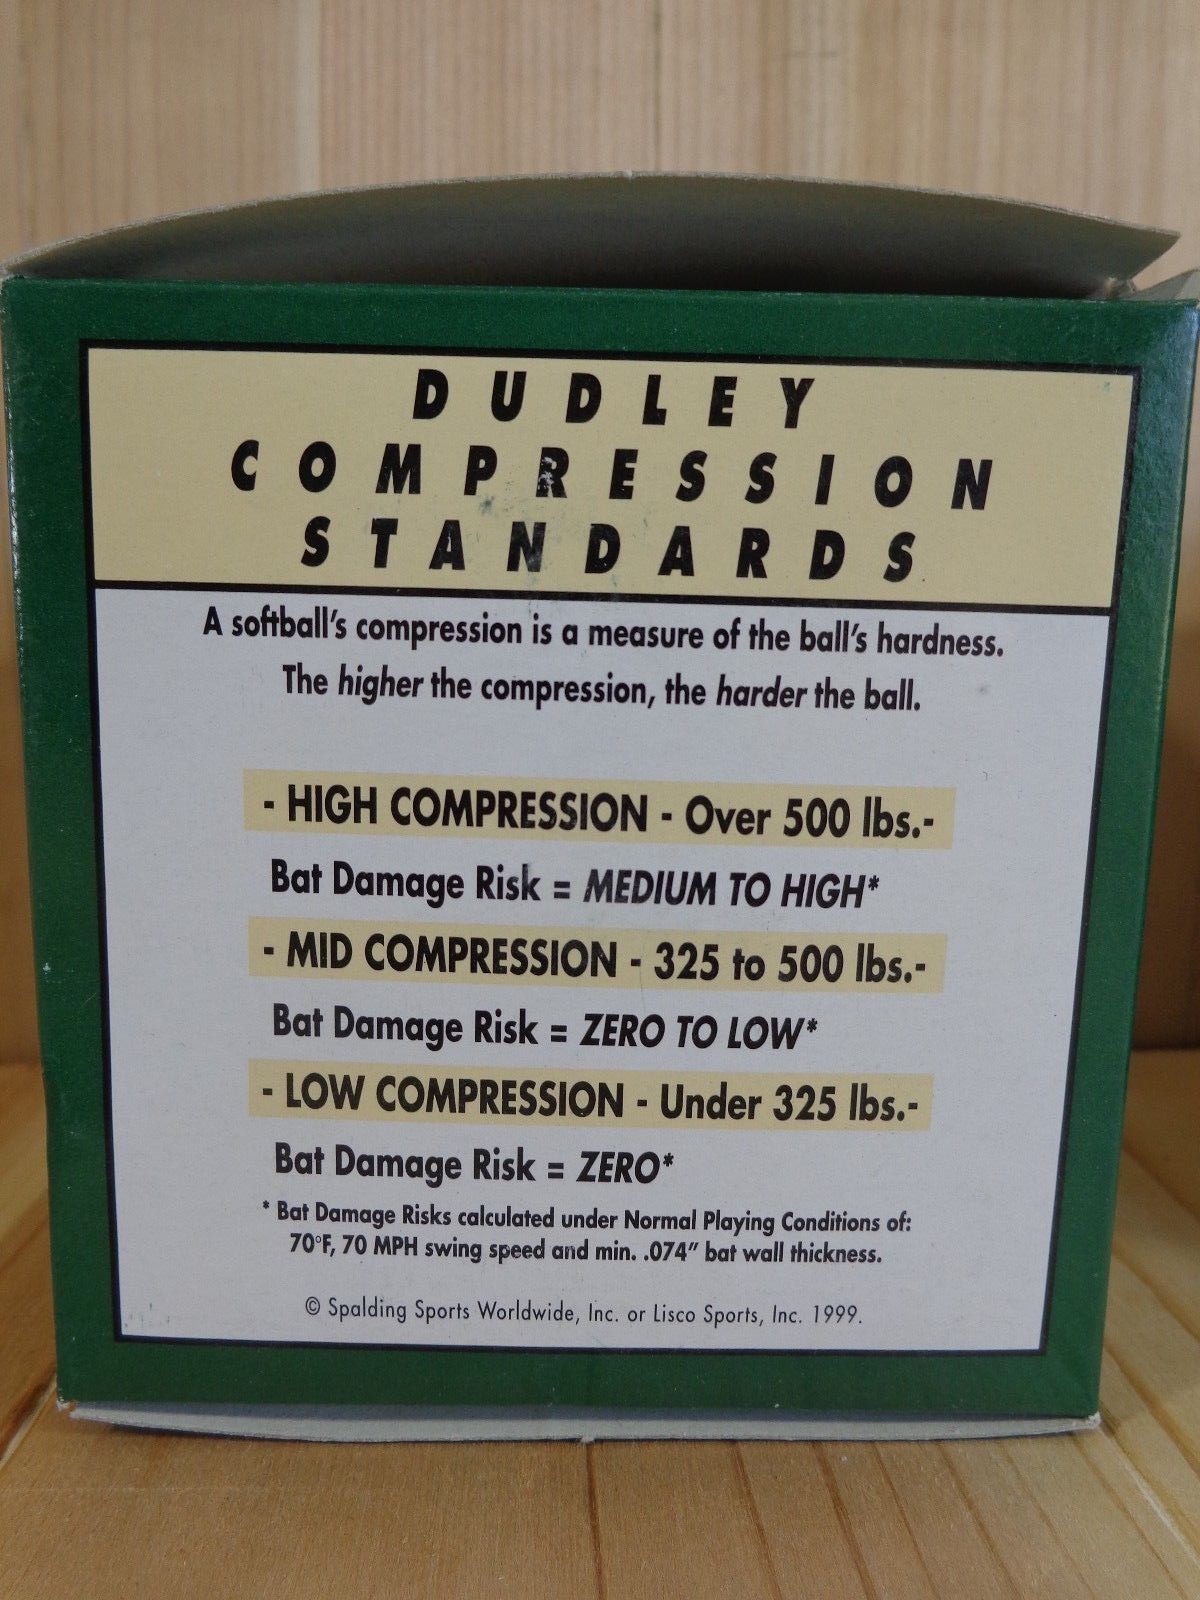 DUDLEY
COMPRESSION
STANDARDS
A softball's compression is a measure of the ball's hardness.
The higher the compression, the harder the ball.
- HIGH COMPRESSION - Over 500 lbs.-
Bat Damage Risk = MEDIUM TO HIGH*
- MID COMPRESSION - 325 to 500 lbs.-
Bat Damage Risk = ZERO TO LOW*
- LOW COMPRESSION - Under 325 lbs.-
Bat Damage Risk = ZERO*
* Bat Damage Risks calculated under Normal Playing Conditions of:
70°F, 70 MPH swing speed and min. .074" bat wall thickness.
© Spalding Sports Worldwide, Inc. or Lisco Sports, Inc. 1999.